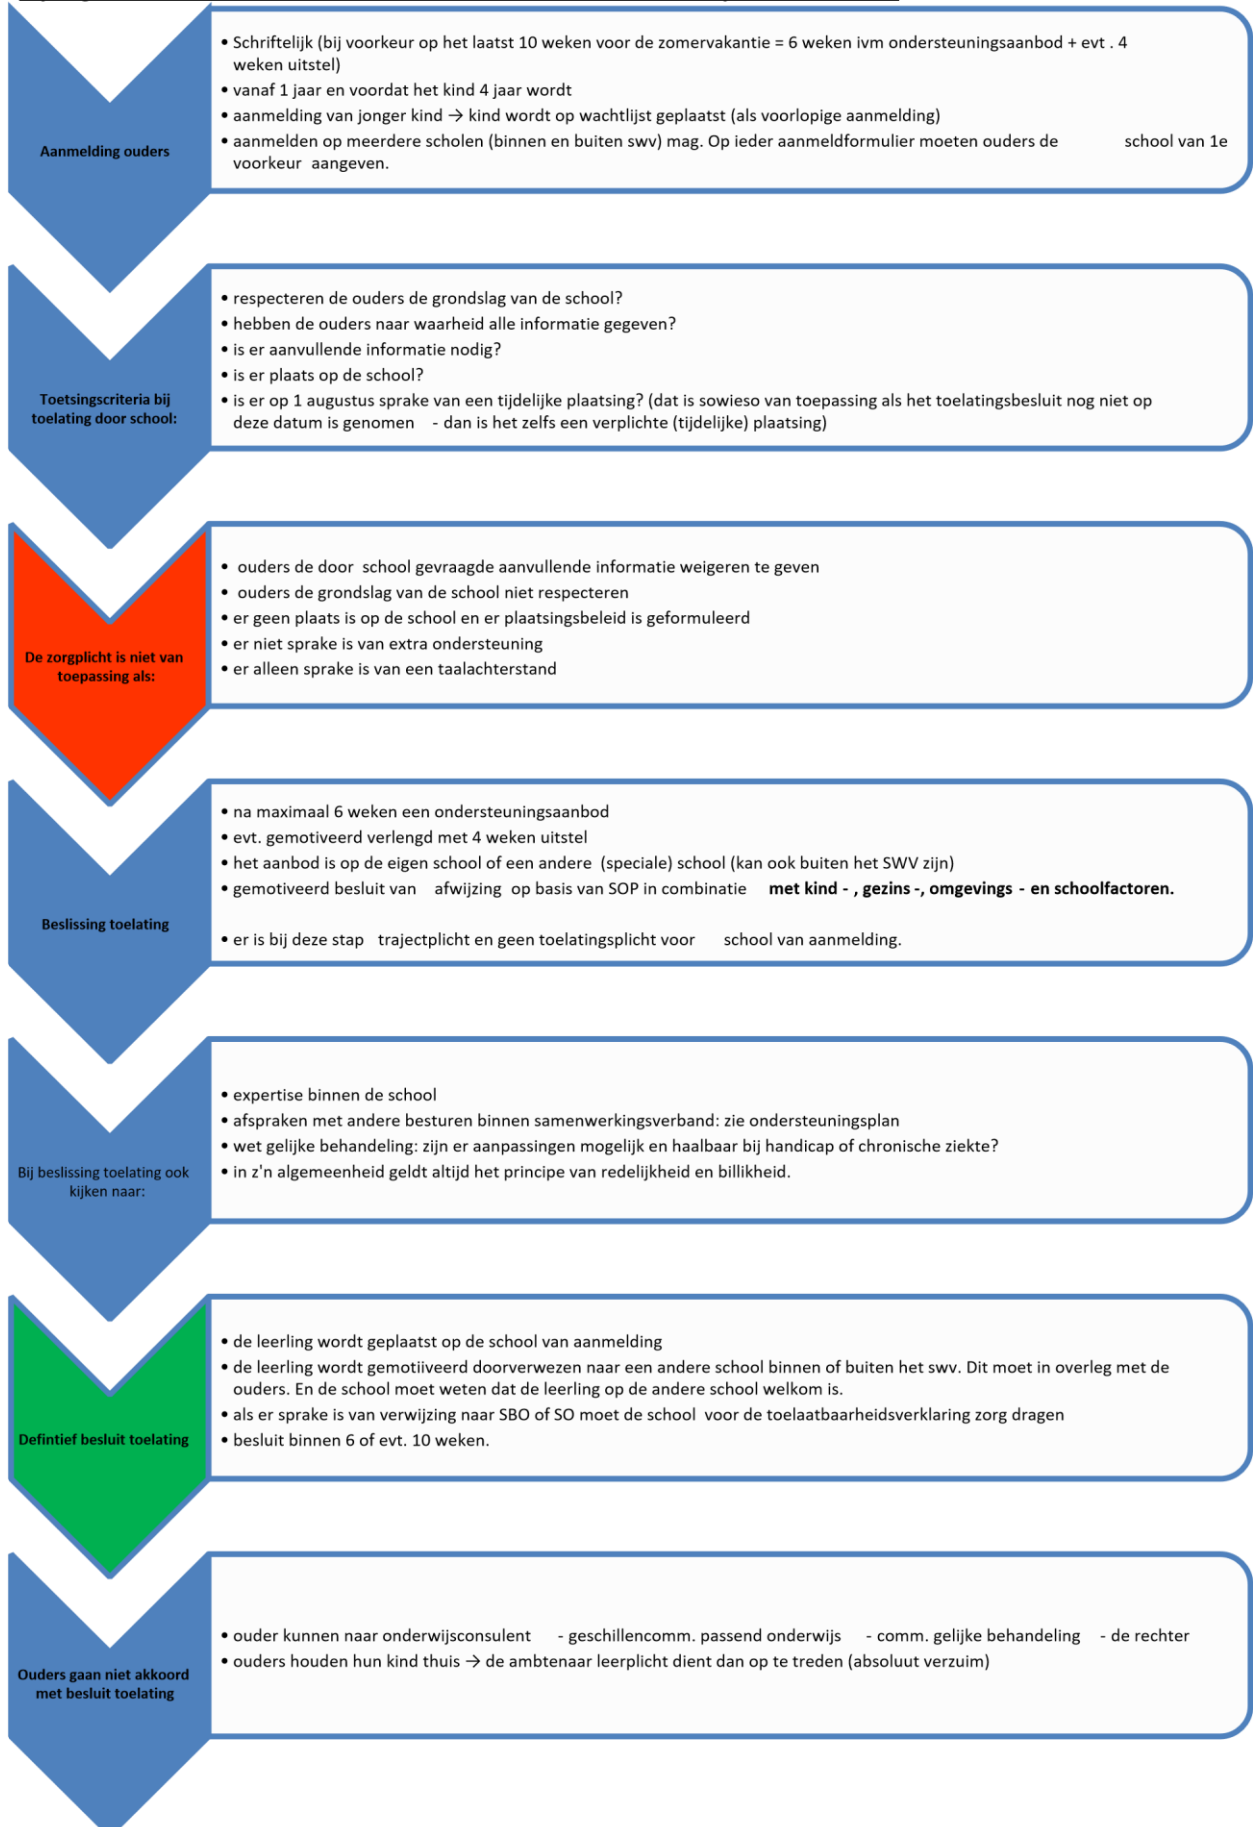 Aanmelding ouders
• Schriftelijk (bij voorkeur op het laatst 10 weken voor de zomervakantie = 6 weken ivm ondersteuningsaanbod + evt . 4
weken uitstel)
• vanaf 1 jaar en voordat het kind 4 jaar wordt
• aanmelding van jonger kind → kind wordt op wachtlijst geplaatst (als voorlopige aanmelding)
• aanmelden op meerdere scholen (binnen en buiten swv) mag. Op ieder aanmeldformulier moeten ouders de school van 1e
voorkeur aangeven.
Toetsingscriteria bij
toelating door school:
• respecteren de ouders de grondslag van de school?
• hebben de ouders naar waarheid alle informatie gegeven?
• is er aanvullende informatie nodig?
• is er plaats op de school?
• is er op 1 augustus sprake van een tijdelijke plaatsing? (dat is sowieso van toepassing als het toelatingsbesluit nog niet op
deze datum is genomen - dan is het zelfs een verplichte (tijdelijke) plaatsing)
De zorgplicht is niet van
toepassing als:
• ouders de door school gevraagde aanvullende informatie weigeren te geven
• ouders de grondslag van de school niet respecteren
• er geen plaats is op de school en er plaatsingsbeleid is geformuleerd
• er niet sprake is van extra ondersteuning
• er alleen sprake is van een taalachterstand
Beslissing toelating
• na maximaal 6 weken een ondersteuningsaanbod
• evt. gemotiveerd verlengd met 4 weken uitstel
• het aanbod is op de eigen school of een andere (speciale) school (kan ook buiten het SWV zijn)
• gemotiveerd besluit van afwijzing op basis van SOP in combinatie met kind - , gezins -, omgevings - en schoolfactoren.
• er is bij deze stap trajectplicht en geen toelatingsplicht voor school van aanmelding.
Bij beslissing toelating ook
kijken naar:
• expertise binnen de school
• afspraken met andere besturen binnen samenwerkingsverband: zie ondersteuningsplan
• wet gelijke behandeling: zijn er aanpassingen mogelijk en haalbaar bij handicap of chronische ziekte?
• in z'n algemeenheid geldt altijd het principe van redelijkheid en billikheid.
Defintief besluit toelating
• de leerling wordt geplaatst op de school van aanmelding
• de leerling wordt gemotiiveerd doorverwezen naar een andere school binnen of buiten het swv. Dit moet in overleg met de
ouders. En de school moet weten dat de leerling op de andere school welkom is.
• als er sprake is van verwijzing naar SBO of SO moet de school voor de toelaatbaarheidsverklaring zorg dragen
• besluit binnen 6 of evt. 10 weken.
Ouders gaan niet akkoord
met besluit toelating
• ouder kunnen naar onderwijsconsulent - geschillencomm. passend onderwijs - comm. gelijke behandeling - de rechter
• ouders houden hun kind thuis → de ambtenaar leerplicht dient dan op te treden (absoluut verzuim)